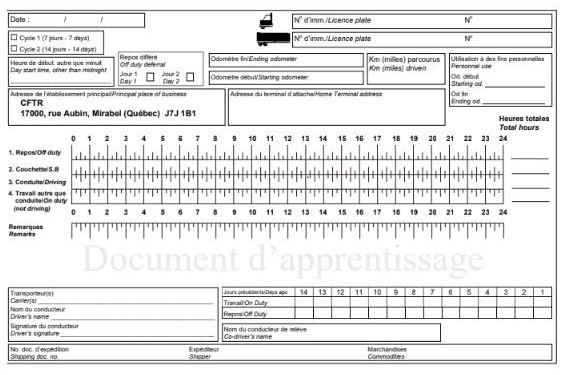 Date : / /
N° d'imm./Licence plate N°
Cycle 1 (7 jours - 7 days)
Cycle 2 (14 jours - 14 days)
N° d'imm./Licence plate N°
Heure de début, autre que minuit
Day start time, other than midnight
Repos différé
Off duty deferral
Jour 1 Jour 2
Day 1 Day 2
Odomètre fin/Ending odometer
Odomètre début/Starting odometer
Km (milles) parcourus
Km (miles) driven
Utilisation à des fins personnelles
Personnal use
Od. début
Starting od.
Od fin
Ending od.
Adresse de l'établissement principal/Principal place of business
CFTR
17000, rue Aubin, Mirabel (Québec) J7J 1B1
Adresse du terminal d'attache/Home Terminal address
Heures totales
Total hours
0 1 2 3 4 5 6 7 8 9 10 11 12 13 14 15 16 17 18 19 20 21 22 23 24
1. Repos/Off duty
2. Couchette/S.B
3. Conduite/Driving
4. Travail autre que
conduite/On duty
(not driving)
0 1 2 3 4 5 6 7 8 9 10 11 12 13 14 15 16 17 18 19 20 21 22 23 24
Remarques
Remarks
Document d'apprentissage
Transporteur(s)
Carrier(s)
Nom du conducteur
Driver's name
Signature du conducteur
Driver's signature
Jours précédents/Days ago 14 13 12 11 10 9 8 7 6 5 4 3 2 1
Travail/On Duty
Repos/Off Duty
Nom du conducteur de relève
Co-driver's name
No doc. d'expédition Expéditeur Marchandises
Shipping doc. no. Shipper Commodities